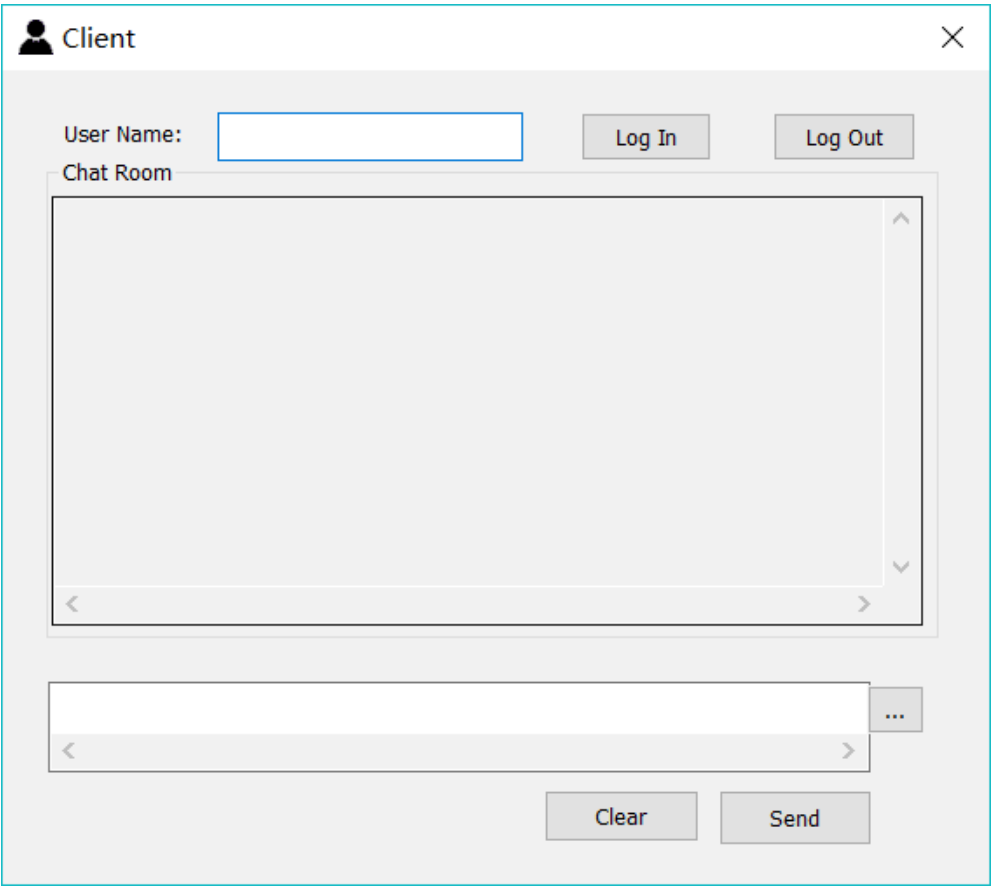 Client
User Name:
Log In
Log Out
Chat Room
...
Clear
Send